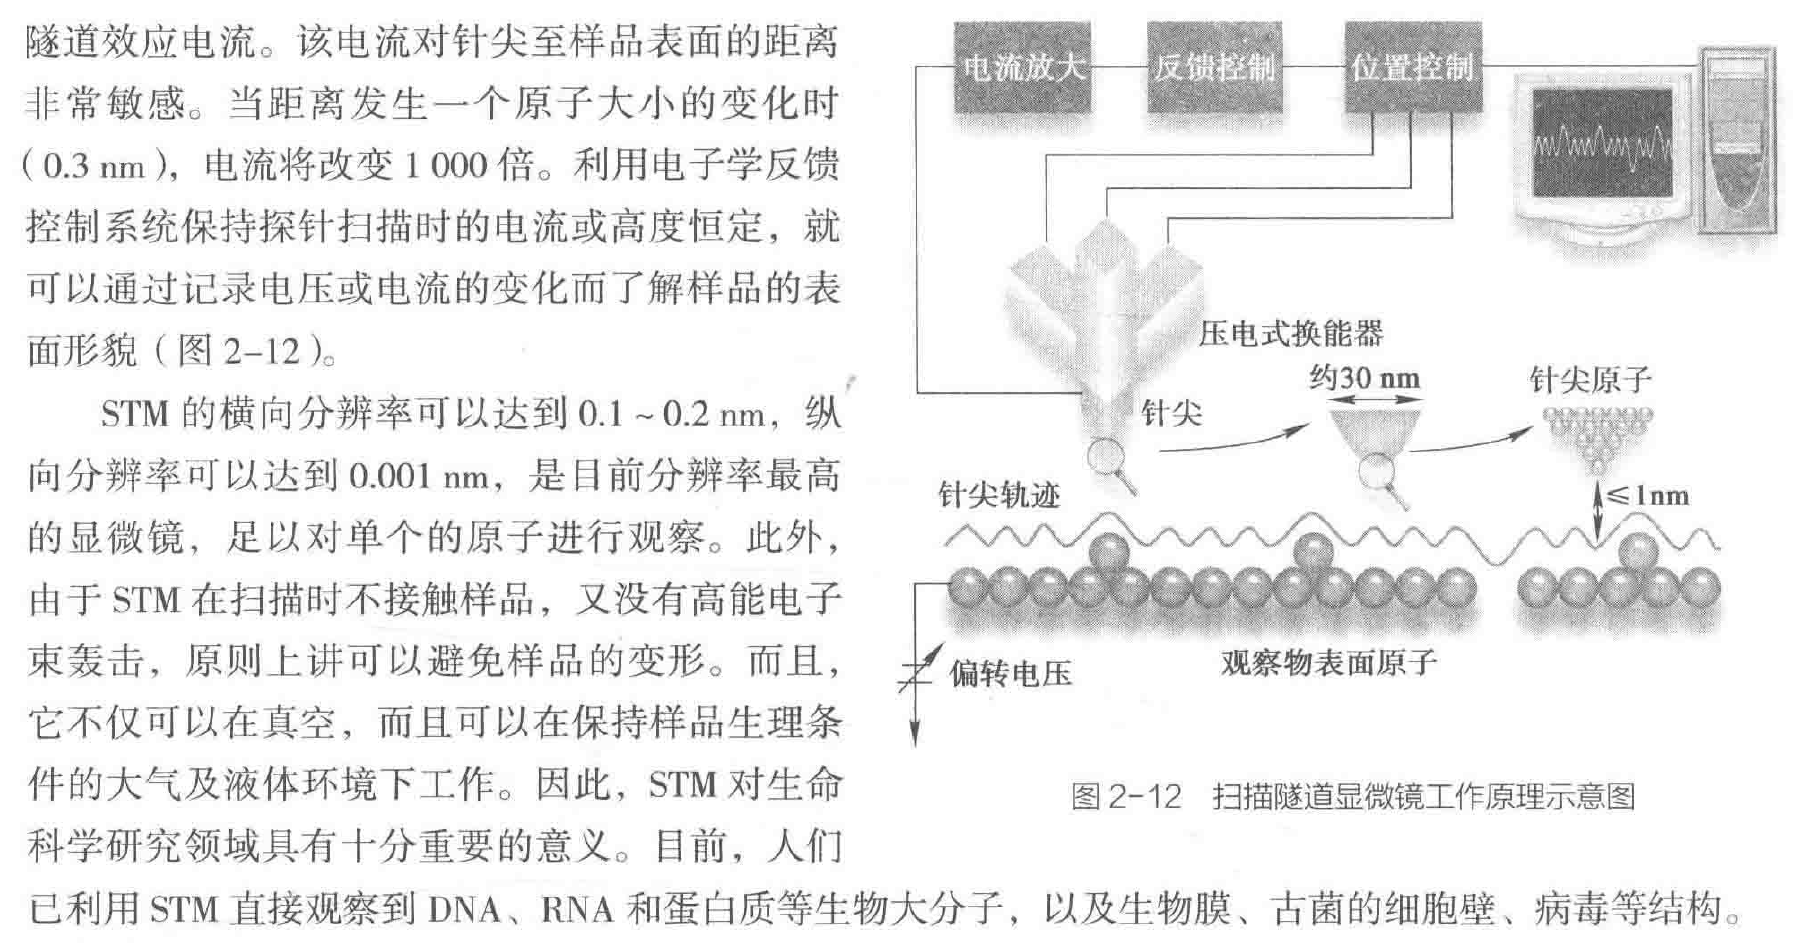 隧道效应电流。该电流对针尖至样品表面的距离
非常敏感。当距离发生一个原子大小的变化时
（0.3 nm），电流将改变 1 000 倍。利用电子学反馈
控制系统保持探针扫描时的电流或高度恒定，就
可以通过记录电压或电流的变化而了解样品的表
面形貌（图 2-12）。
STM 的横向分辨率可以达到 0.1 ~ 0.2 nm，纵
向分辨率可以达到 0.001 nm，是目前分辨率最高
的显微镜，足以对单个的原子进行观察。此外，
由于 STM 在扫描时不接触样品，又没有高能电子
束轰击，原则上讲可以避免样品的变形。而且，
它不仅可以在真空，而且可以在保持样品生理条
件的大气及液体环境下工作。因此，STM 对生命
科学研究领域具有十分重要的意义。目前，人们
已利用 STM 直接观察到 DNA、RNA 和蛋白质等生物大分子，以及生物膜、古菌的细胞壁、病毒等结构。
电流放大
反馈控制
位置控制
压电式换能器
约30 nm
针尖原子
针尖
针尖轨迹
≤1nm
偏转电压
观察物表面原子
图 2-12 扫描隧道显微镜工作原理示意图